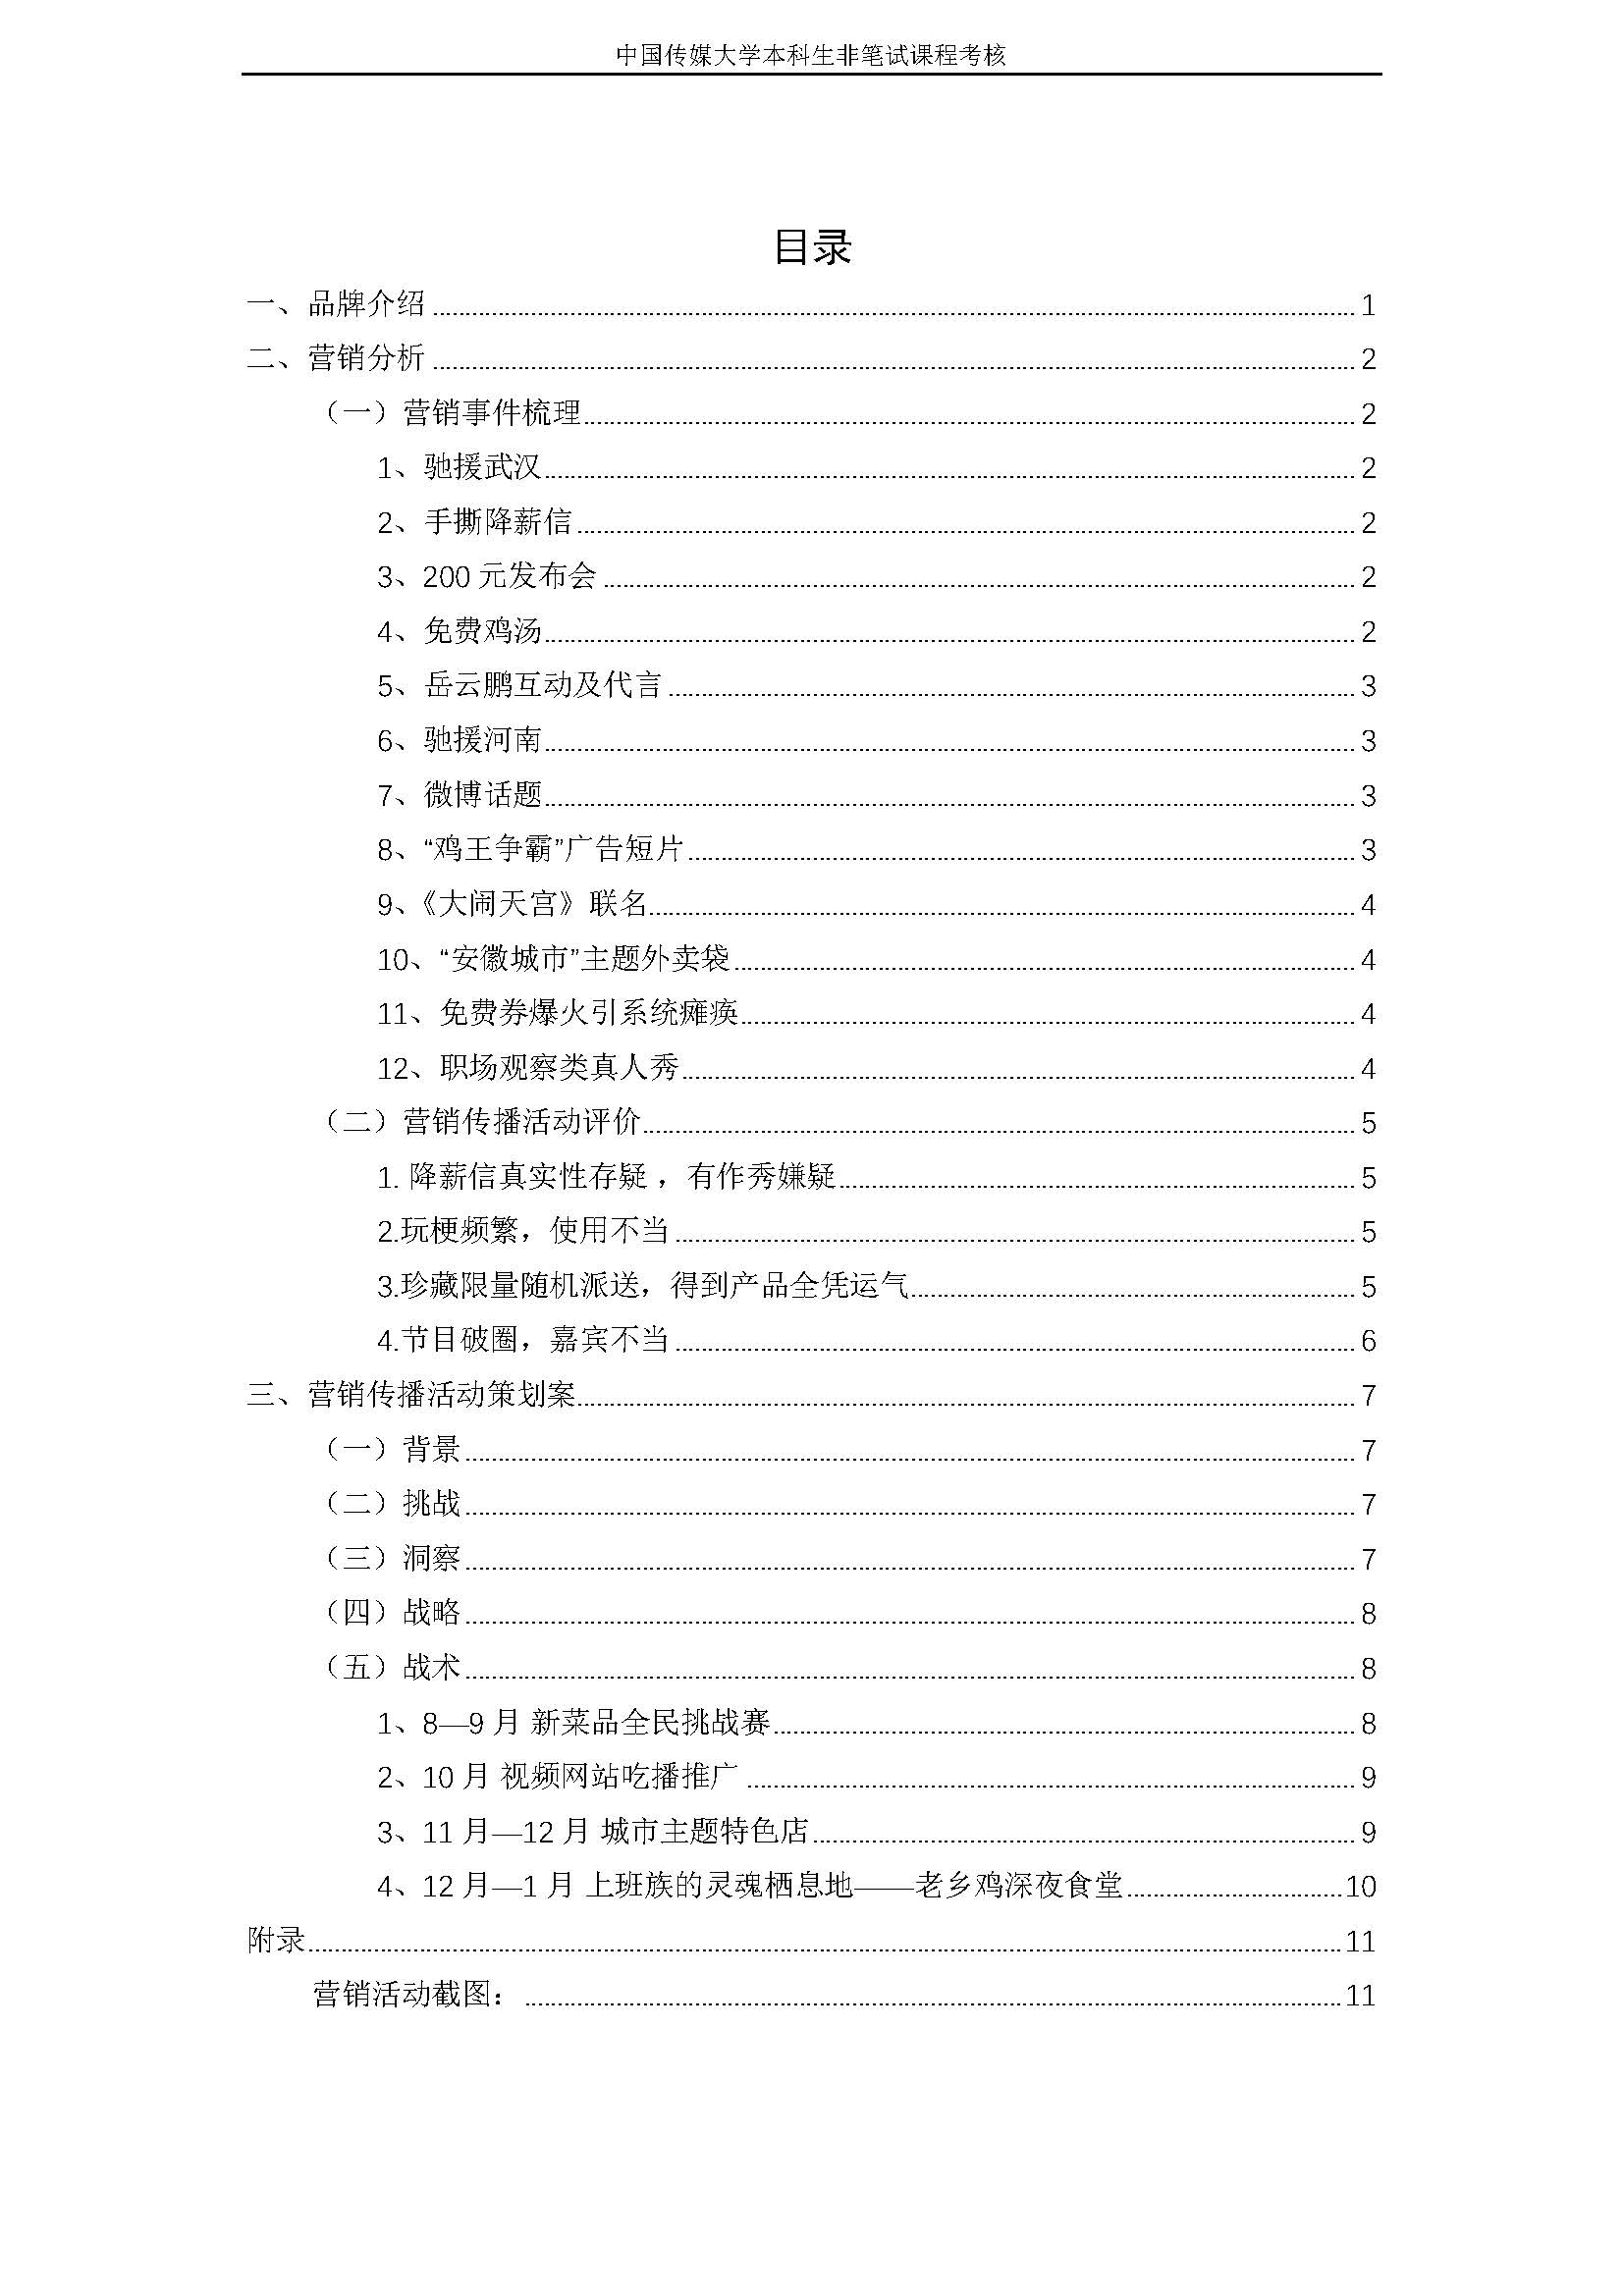 中国传媒大学本科生非笔试课程考核
目录
一、品牌介绍 1
二、营销分析 2
（一）营销事件梳理 2
1、驰援武汉 2
2、手撕降薪信 2
3、200 元发布会 2
4、免费鸡汤 2
5、岳云鹏互动及代言 3
6、驰援河南 3
7、微博话题 3
8、“鸡王争霸”广告短片 3
9、《大闹天宫》联名 4
10、“安徽城市”主题外卖袋 4
11、免费券爆火引系统瘫痪 4
12、职场观察类真人秀 4
（二）营销传播活动评价 5
1. 降薪信真实性存疑，有作秀嫌疑 5
2.玩梗频繁，使用不当 5
3.珍藏限量随机派送，得到产品全凭运气 5
4.节目破圈，嘉宾不当 6
三、营销传播活动策划案 7
（一）背景 7
（二）挑战 7
（三）洞察 7
（四）战略 8
（五）战术 8
1、8—9 月 新菜品全民挑战赛 8
2、10 月 视频网站吃播推广 9
3、11 月—12 月 城市主题特色店 9
4、12 月—1 月 上班族的灵魂栖息地——老乡鸡深夜食堂 10
附录 11
营销活动截图： 11